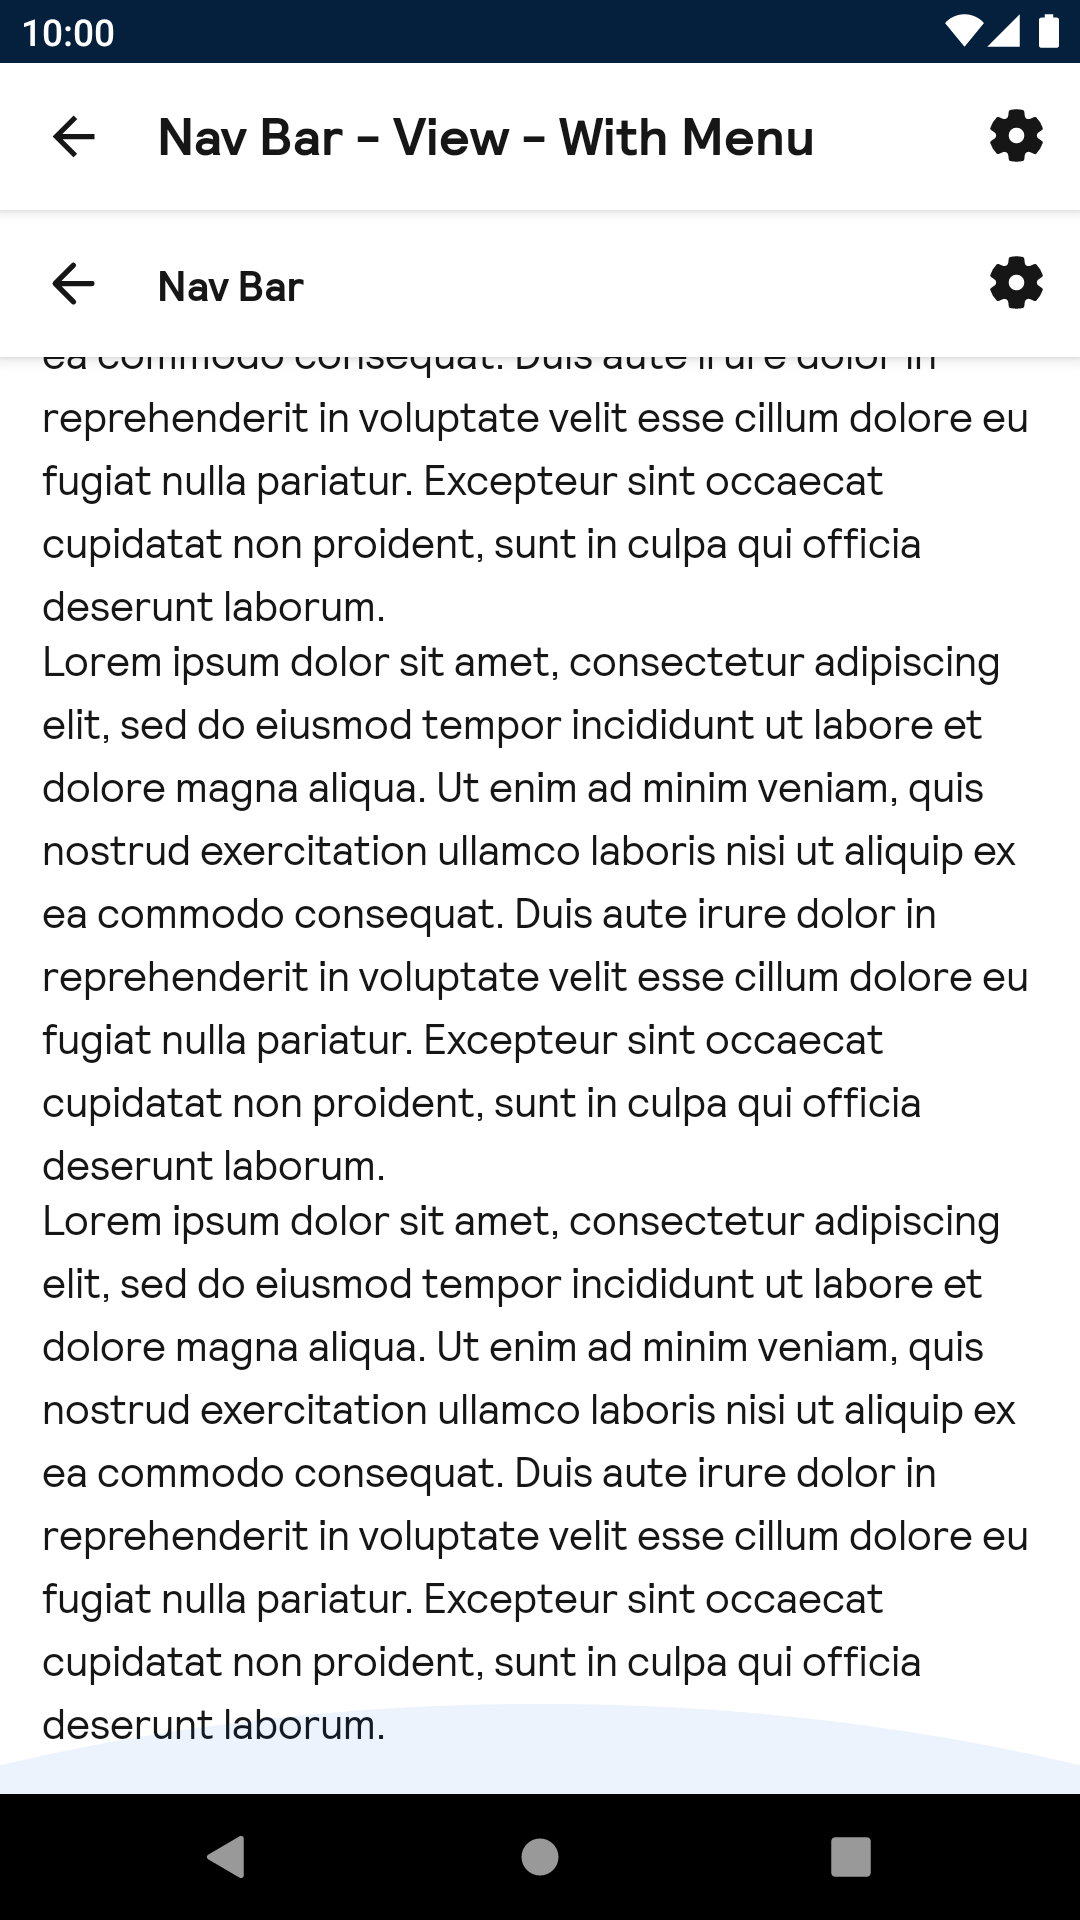 10:00
Nav Bar – View – With Menu
Nav Bar
ea commodo consequat. Duis aute irure dolor in
reprehenderit in voluptate velit esse cillum dolore eu
fugiat nulla pariatur. Excepteur sint occaecat
cupidatat non proident, sunt in culpa qui officia
deserunt laborum.
Lorem ipsum dolor sit amet, consectetur adipiscing
elit, sed do eiusmod tempor incididunt ut labore et
dolore magna aliqua. Ut enim ad minim veniam, quis
nostrud exercitation ullamco laboris nisi ut aliquip ex
ea commodo consequat. Duis aute irure dolor in
reprehenderit in voluptate velit esse cillum dolore eu
fugiat nulla pariatur. Excepteur sint occaecat
cupidatat non proident, sunt in culpa qui officia
deserunt laborum.
Lorem ipsum dolor sit amet, consectetur adipiscing
elit, sed do eiusmod tempor incididunt ut labore et
dolore magna aliqua. Ut enim ad minim veniam, quis
nostrud exercitation ullamco laboris nisi ut aliquip ex
ea commodo consequat. Duis aute irure dolor in
reprehenderit in voluptate velit esse cillum dolore eu
fugiat nulla pariatur. Excepteur sint occaecat
cupidatat non proident, sunt in culpa qui officia
deserunt laborum.